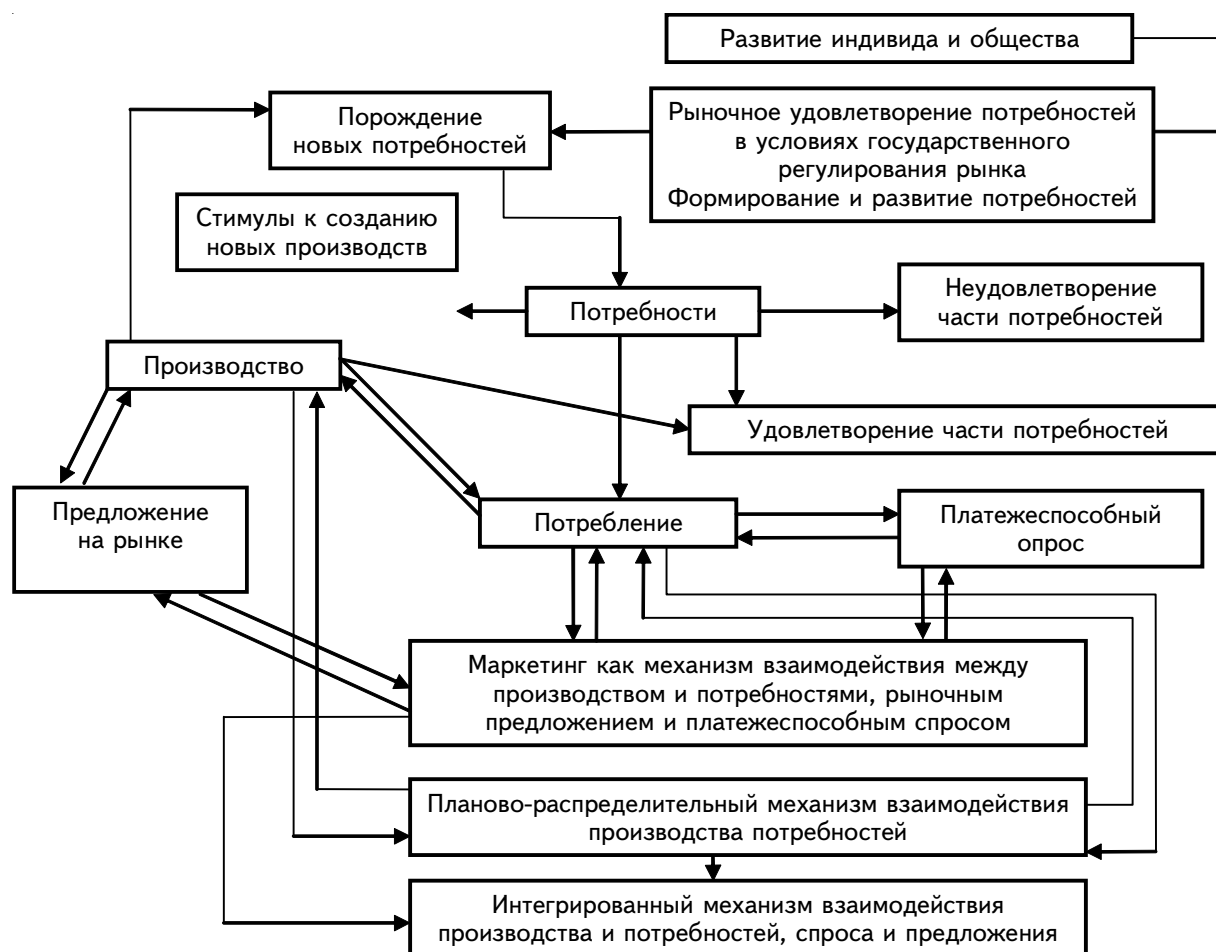 Развитие индивида и общества
Порождение
новых потребностей
Рыночное удовлетворение потребностей
в условиях государственного
регулирования рынка
Формирование и развитие потребностей
Стимулы к созданию
новых производств
Потребности
Неудовлетворение
части потребностей
Производство
Удовлетворение части потребностей
Предложение
на рынке
Потребление
Платежеспособный
опрос
Маркетинг как механизм взаимодействия между
производством и потребностями, рыночным
предложением и платежеспособным спросом
Планово-распределительный механизм взаимодействия
производства потребностей
Интегрированный механизм взаимодействия
производства и потребностей, спроса и предложения